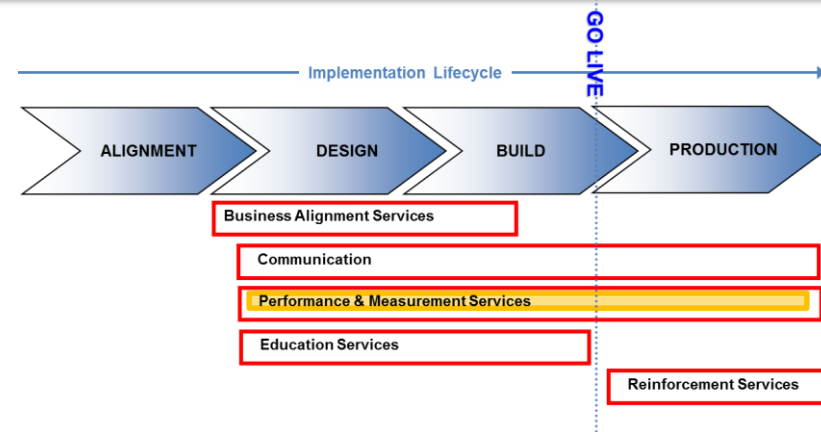 GO LIVE
Implementation Lifecycle
ALIGNMENT
DESIGN
BUILD
PRODUCTION
Business Alignment Services
Communication
Performance & Measurement Services
Education Services
Reinforcement Services